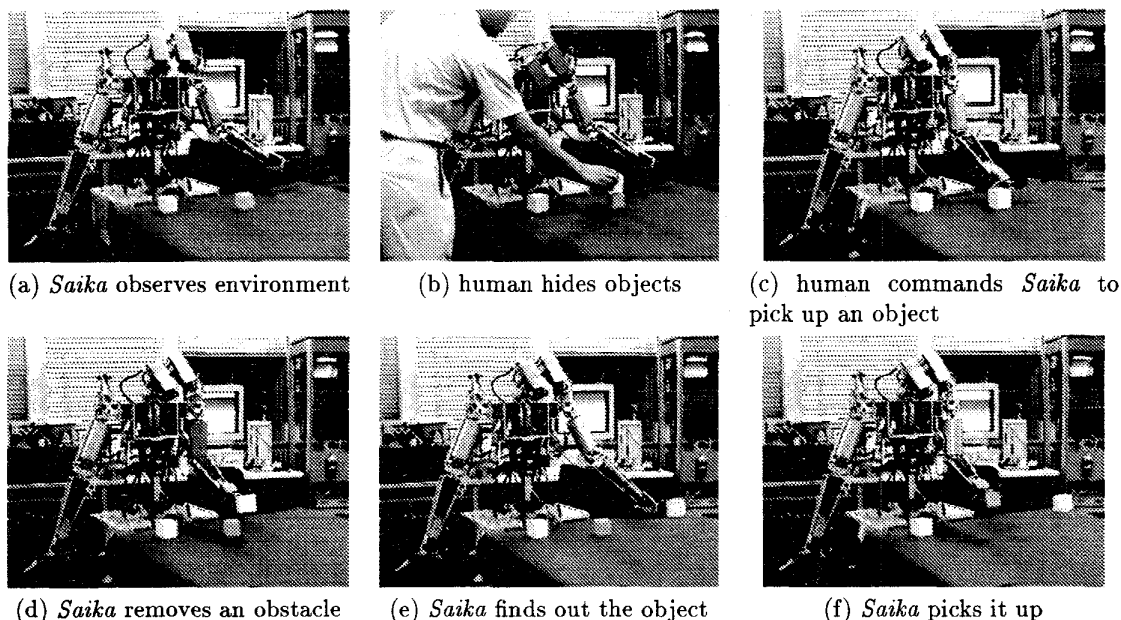 (a) Saika observes environment
(b) human hides objects
(c) human commands Saika to
pick up an object
(d) Saika removes an obstacle
(e) Saika finds out the object
(f) Saika picks it up